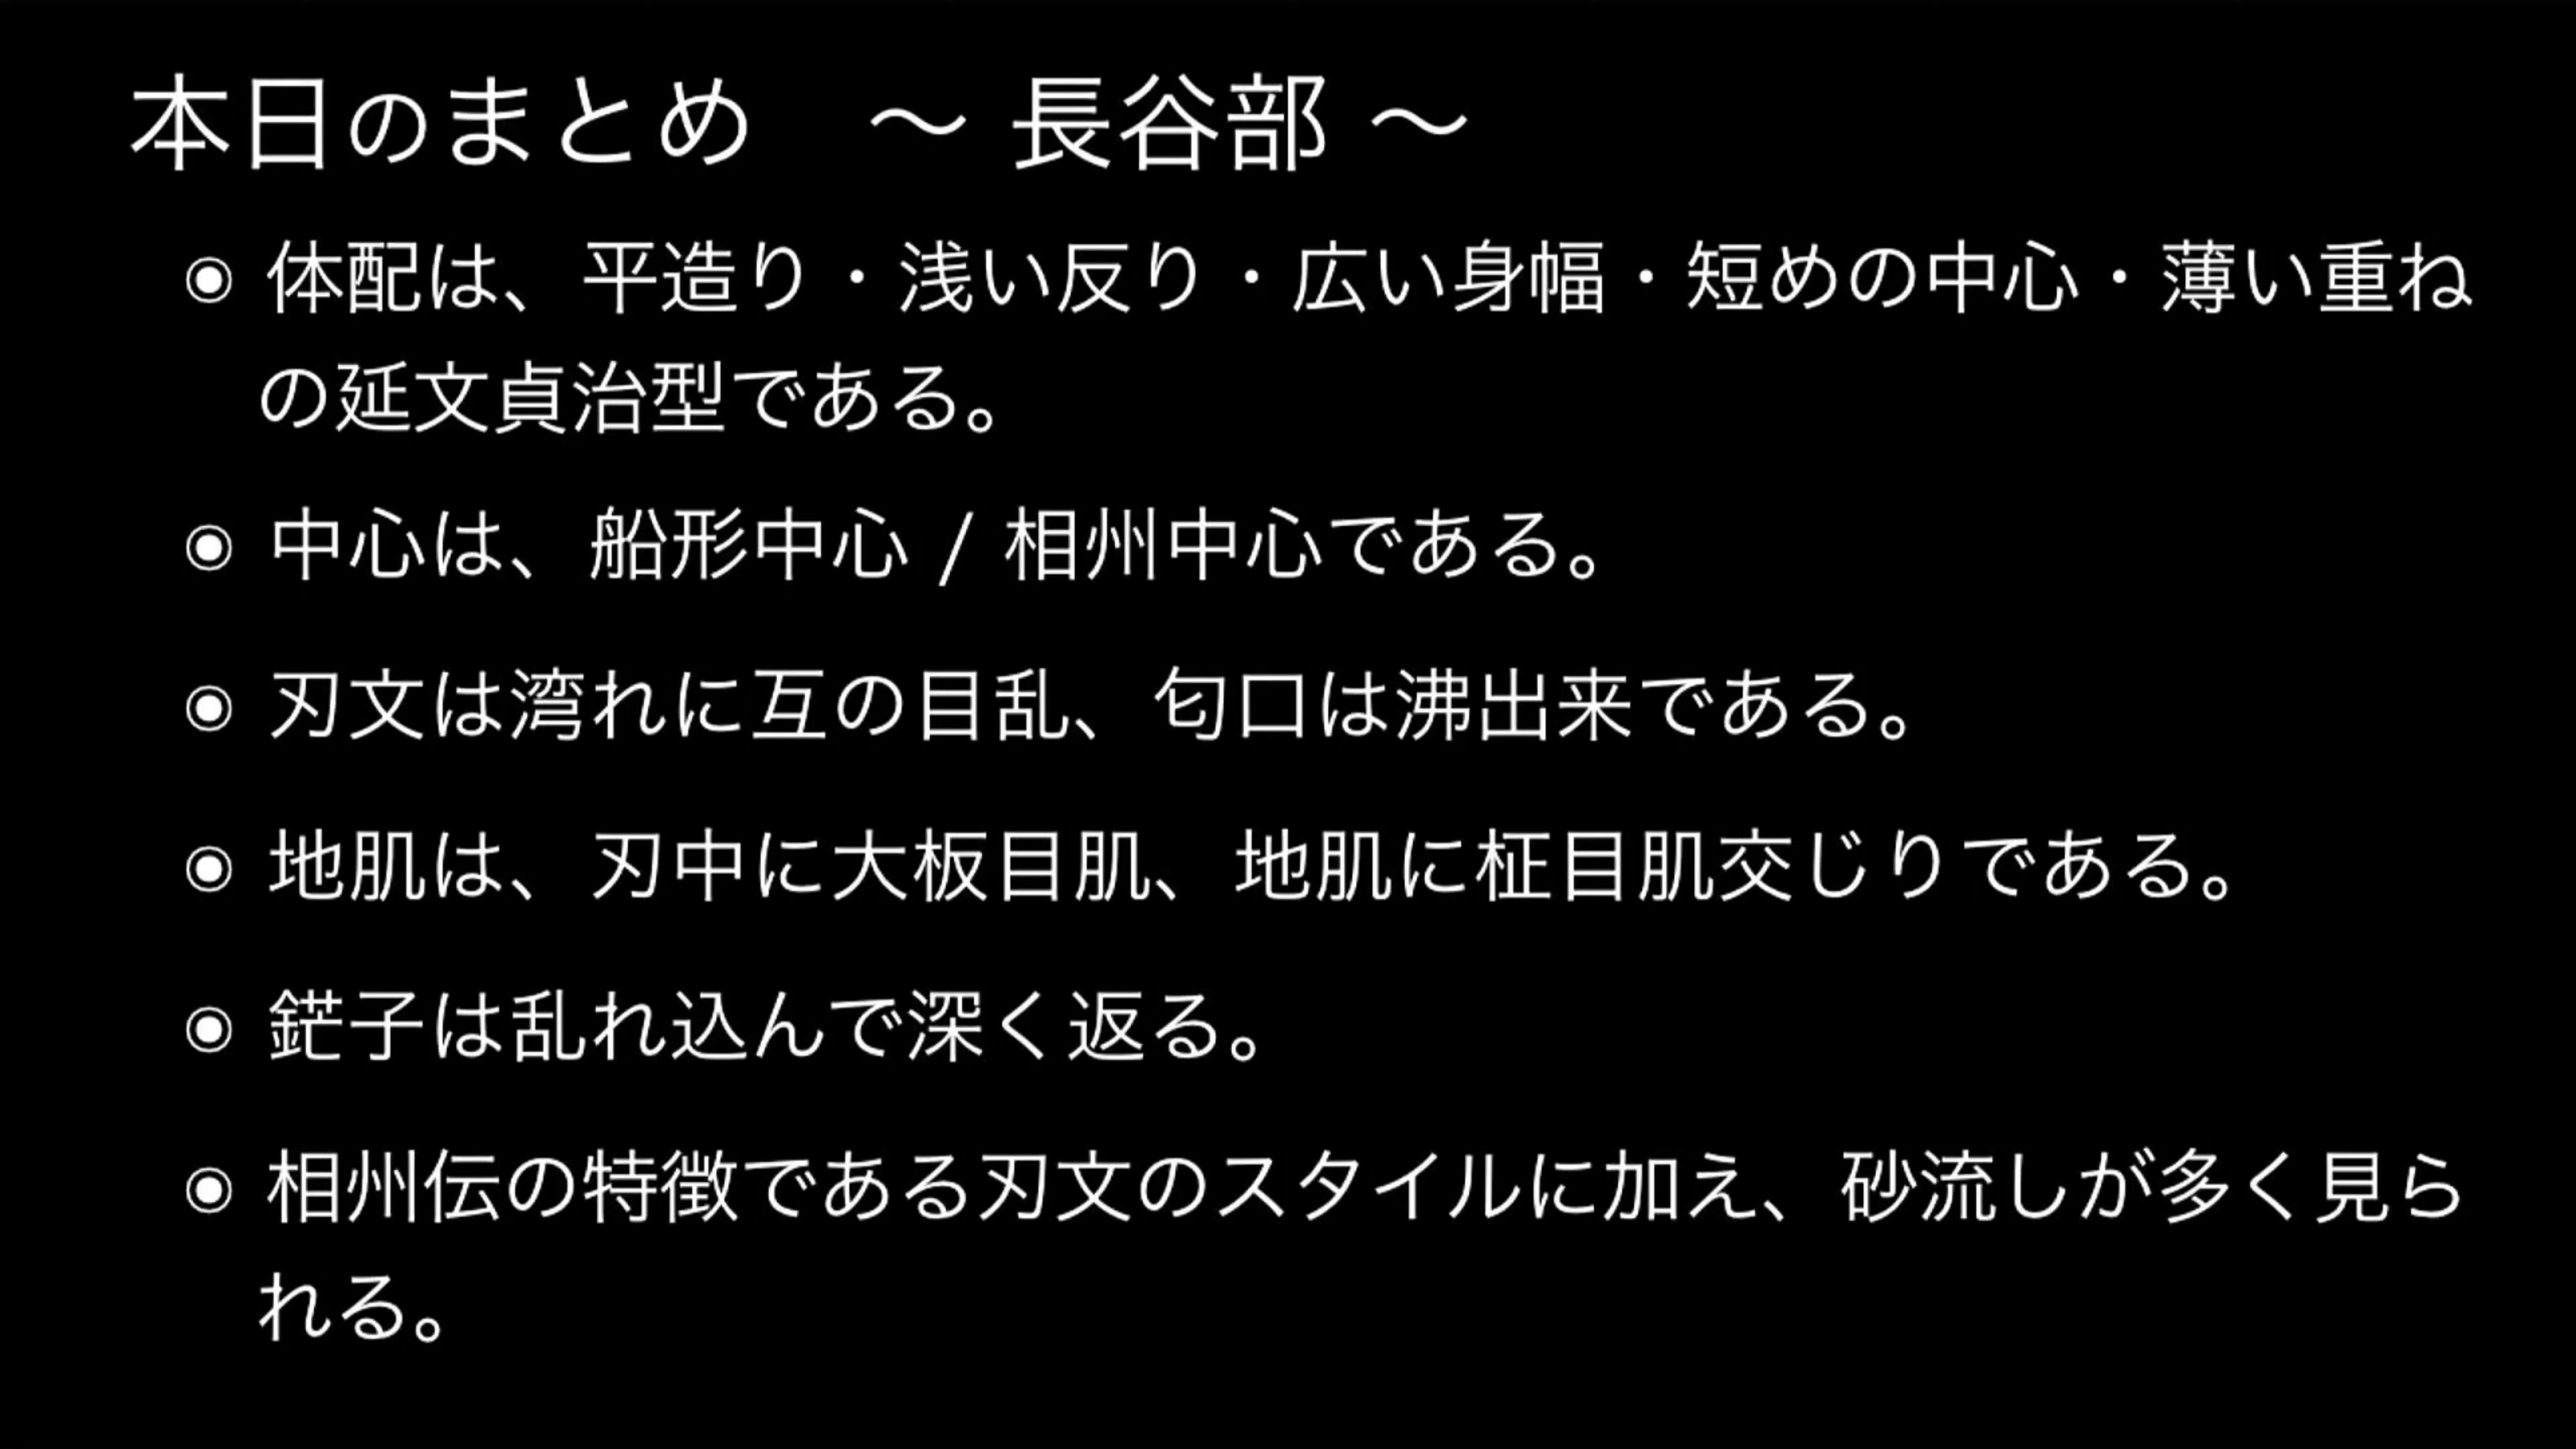 本日のまとめ　～ 長谷部 ～
◉ 体配は、平造り・浅い反り・広い身幅・短めの中心・薄い重ね
の延文貞治型である。
◉ 中心は、船形中心 / 相州中心である。
◉ 刃文は湾れに互の目乱、匂口は沸出来である。
◉ 地肌は、刃中に大板目肌、地肌に柾目肌交じりである。
◉ 鋩子は乱れ込んで深く返る。
◉ 相州伝の特徴である刃文のスタイルに加え、砂流しが多く見ら
れる。